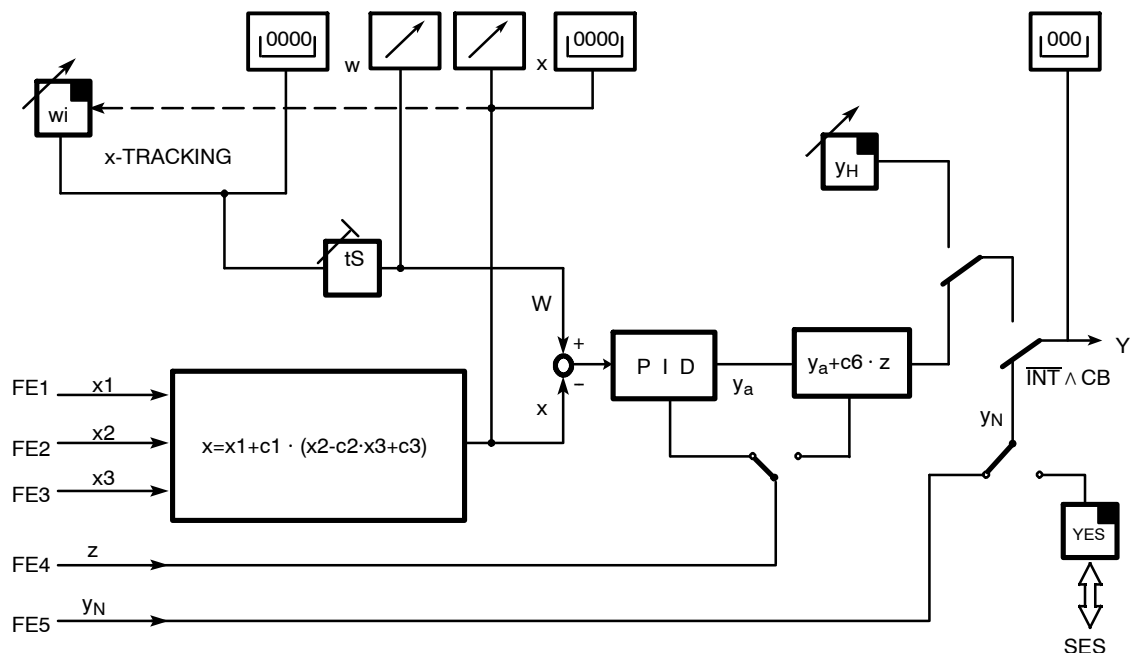 0000
w
x
0000
000
wi
x-TRACKING
yH
tS
W
+
P I D
ya+c6 · z
Y
INT ∧ CB
−
ya
x
yN
FE1
x1
FE2
x2
x=x1+c1 · (x2-c2·x3+c3)
FE3
x3
YES
FE4
z
FE5
yN
SES